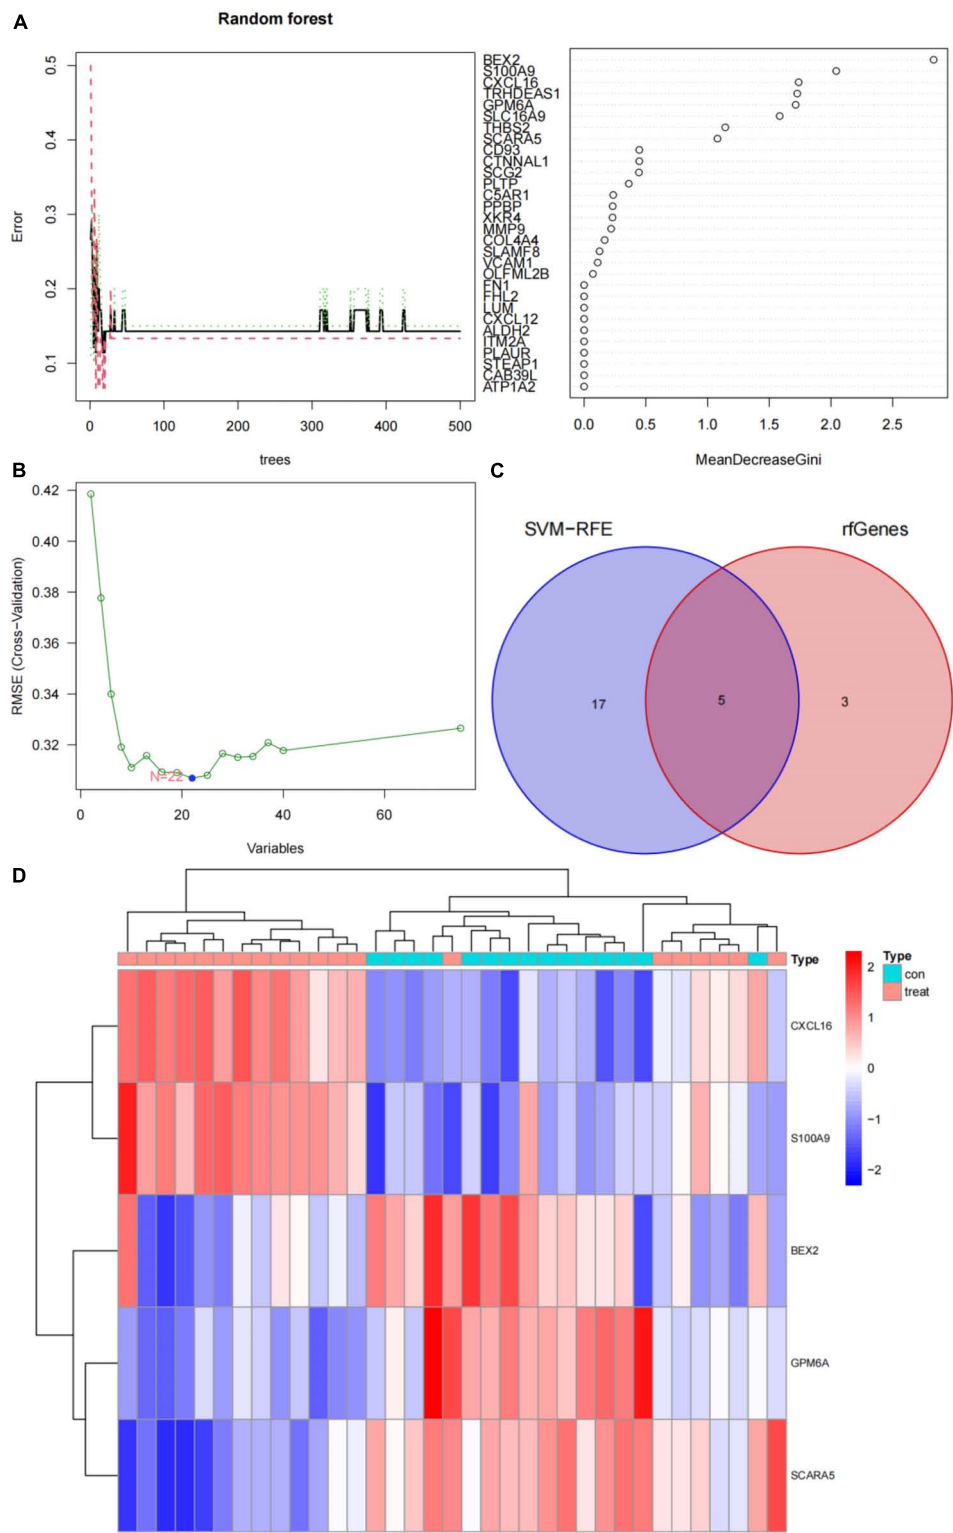 A
Random forest
0.5
0.4
0.3
0.2
0.1
Error
0
100
200
300
400
500
trees
BEX2
S100A9
CXCL16
TRHDEAS1
GPM6A
SLC16A9
THBS2
SCARA5
CD93
CTNNAL1
SCG2
PLTP
C5AR1
PPBP
XKR4
MMP9
COL4A4
SLAMF8
VCAM1
OLFML2B
FN1
FHL2
LUM
CXCL12
ALDH2
ITM2A
PLAUR
STEAP1
CAB39L
ATP1A2
0.0
0.5
1.0
1.5
2.0
2.5
MeanDecreaseGini
B
0.42
0.40
0.38
0.36
0.34
0.32
RMSE (Cross−Validation)
N=22
0
20
40
60
Variables
C
SVM−RFE
rfGenes
17
5
3
D
Type
CXCL16
S100A9
BEX2
GPM6A
SCARA5
2
1
0
−1
−2
Type
con
treat